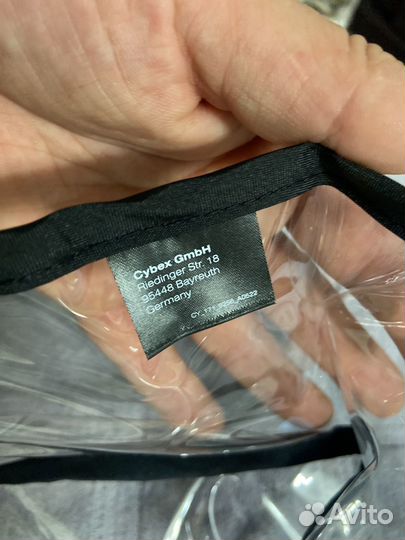 Cybex GmbH
Riedinger Str. 18
95448 Bayreuth
Germany
Avito